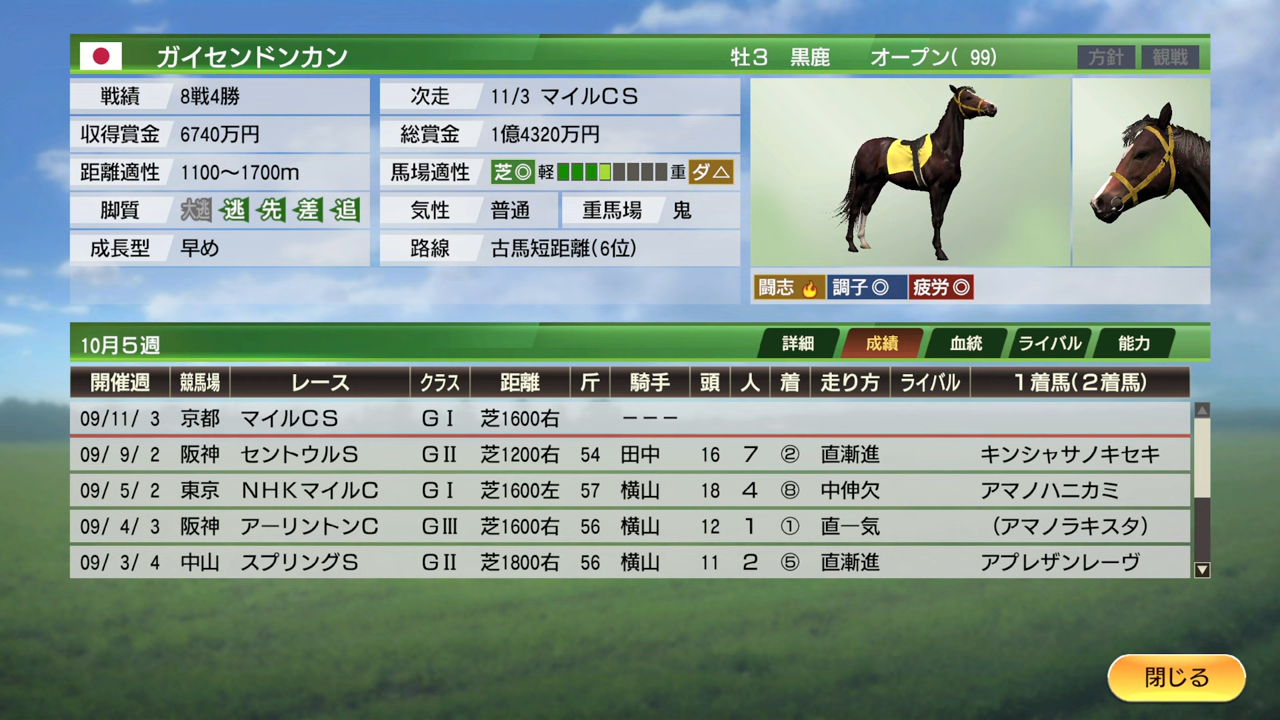 ガイセンドンカン 牡3 黒鹿 オープン( 99) 方針 観戦
戦績 8戦4勝 次走 11/3 マイルCS
収得賞金 6740万円 総賞金 1億4320万円
距離適性 1100～1700m 馬場適性 芝◎ 軽 重 ダ△
脚質 大逃 逃 先 差 追 気性 普通 重馬場 鬼
成長型 早め 路線 古馬短距離(6位)
闘志 調子◎ 疲労◎
10月5週 詳細 成績 血統 ライバル 能力
開催週 競馬場 レース クラス 距離 斤 騎手 頭 人 着 走り方 ライバル 1着馬(2着馬)
09/11/ 3 京都 マイルCS GⅠ 芝1600右 －－－
09/ 9/ 2 阪神 セントウルS GⅡ 芝1200右 54 田中 16 7 ② 直漸進 キンシャサノキセキ
09/ 5/ 2 東京 NHKマイルC GⅠ 芝1600左 57 横山 18 4 ⑧ 中伸欠 アマノハニカミ
09/ 4/ 3 阪神 アーリントンC GⅢ 芝1600右 56 横山 12 1 ① 直一気 (アマノラキスタ)
09/ 3/ 4 中山 スプリングS GⅡ 芝1800右 56 横山 11 2 ⑤ 直漸進 アプレザンレーヴ
閉じる